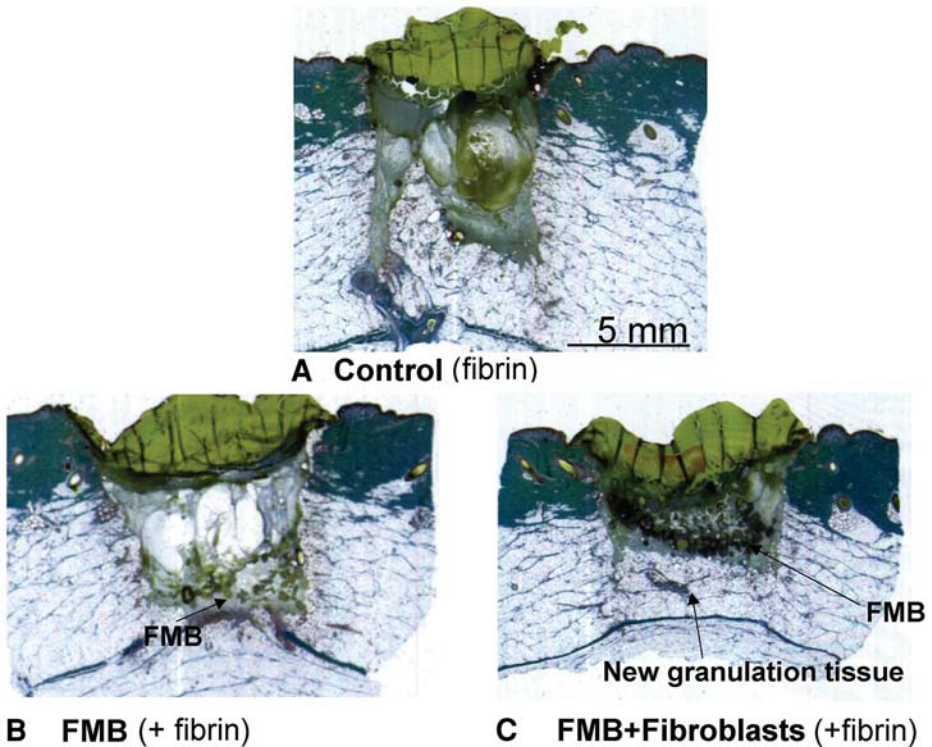 5 mm
A Control (fibrin)
FMB
B FMB (+ fibrin)
FMB
New granulation tissue
C FMB+Fibroblasts (+fibrin)